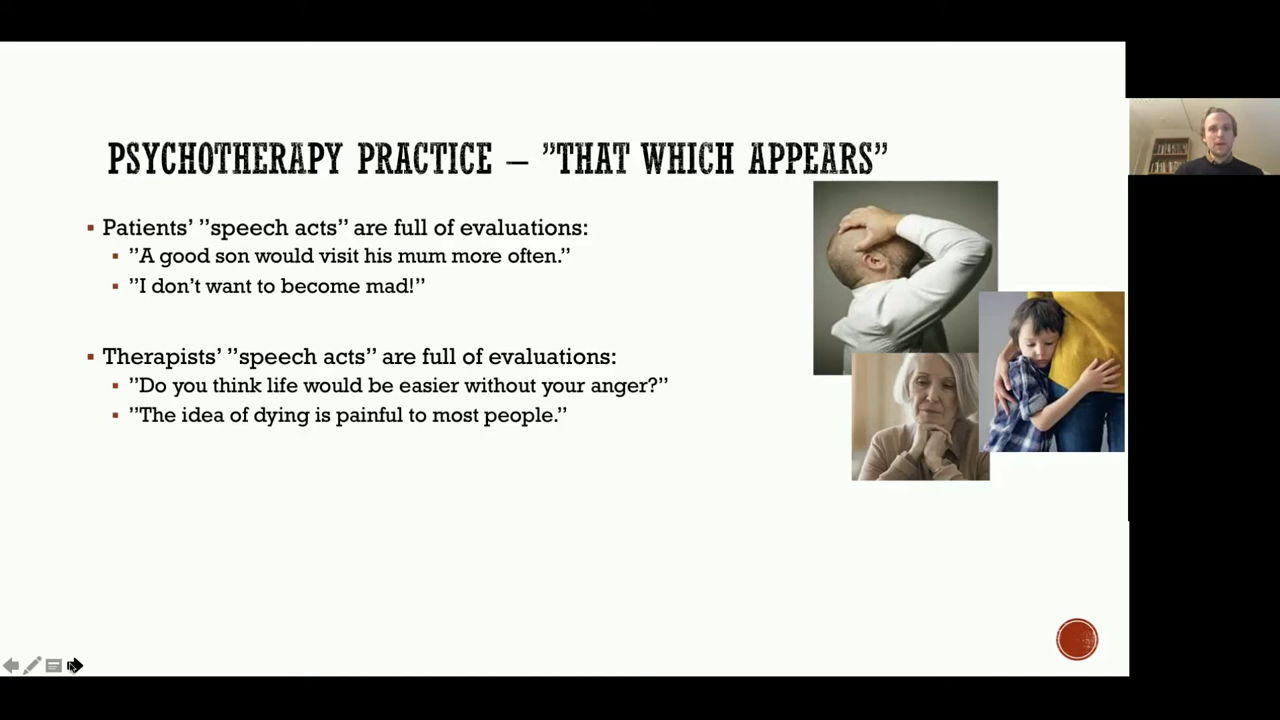 PSYCHOTHERAPY PRACTICE – ”THAT WHICH APPEARS”
▪ Patients’ ”speech acts” are full of evaluations:
▪ ”A good son would visit his mum more often.”
▪ ”I don’t want to become mad!”
▪ Therapists’ ”speech acts” are full of evaluations:
▪ ”Do you think life would be easier without your anger?”
▪ ”The idea of dying is painful to most people.”